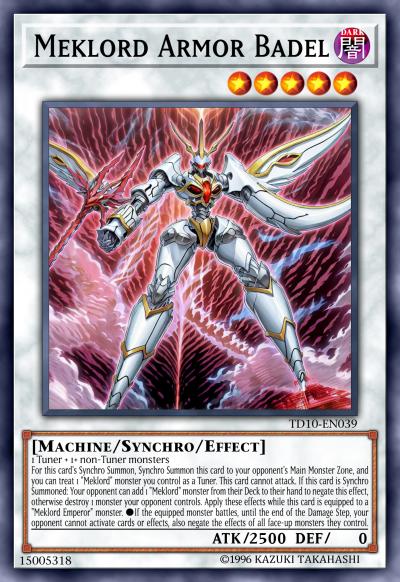 MEKLORD ARMOR BADEL
DARK
闇
TD10-EN039
[MACHINE/SYNCHRO/EFFECT]
1 Tuner + 1+ non-Tuner monsters
For this card's Synchro Summon, Synchro Summon this card to your opponent's Main Monster Zone, and
you can treat 1 "Meklord" monster you control as a Tuner. This card cannot attack. If this card is Synchro
Summoned: Your opponent can add 1 "Meklord" monster from their Deck to their hand to negate this effect,
otherwise destroy 1 monster your opponent controls. Apply these effects while this card is equipped to a
"Meklord Emperor" monster. ●If the equipped monster battles, until the end of the Damage Step, your
opponent cannot activate cards or effects, also negate the effects of all face-up monsters they control.
ATK/2500 DEF/ 0
15005318
©1996 KAZUKI TAKAHASHI